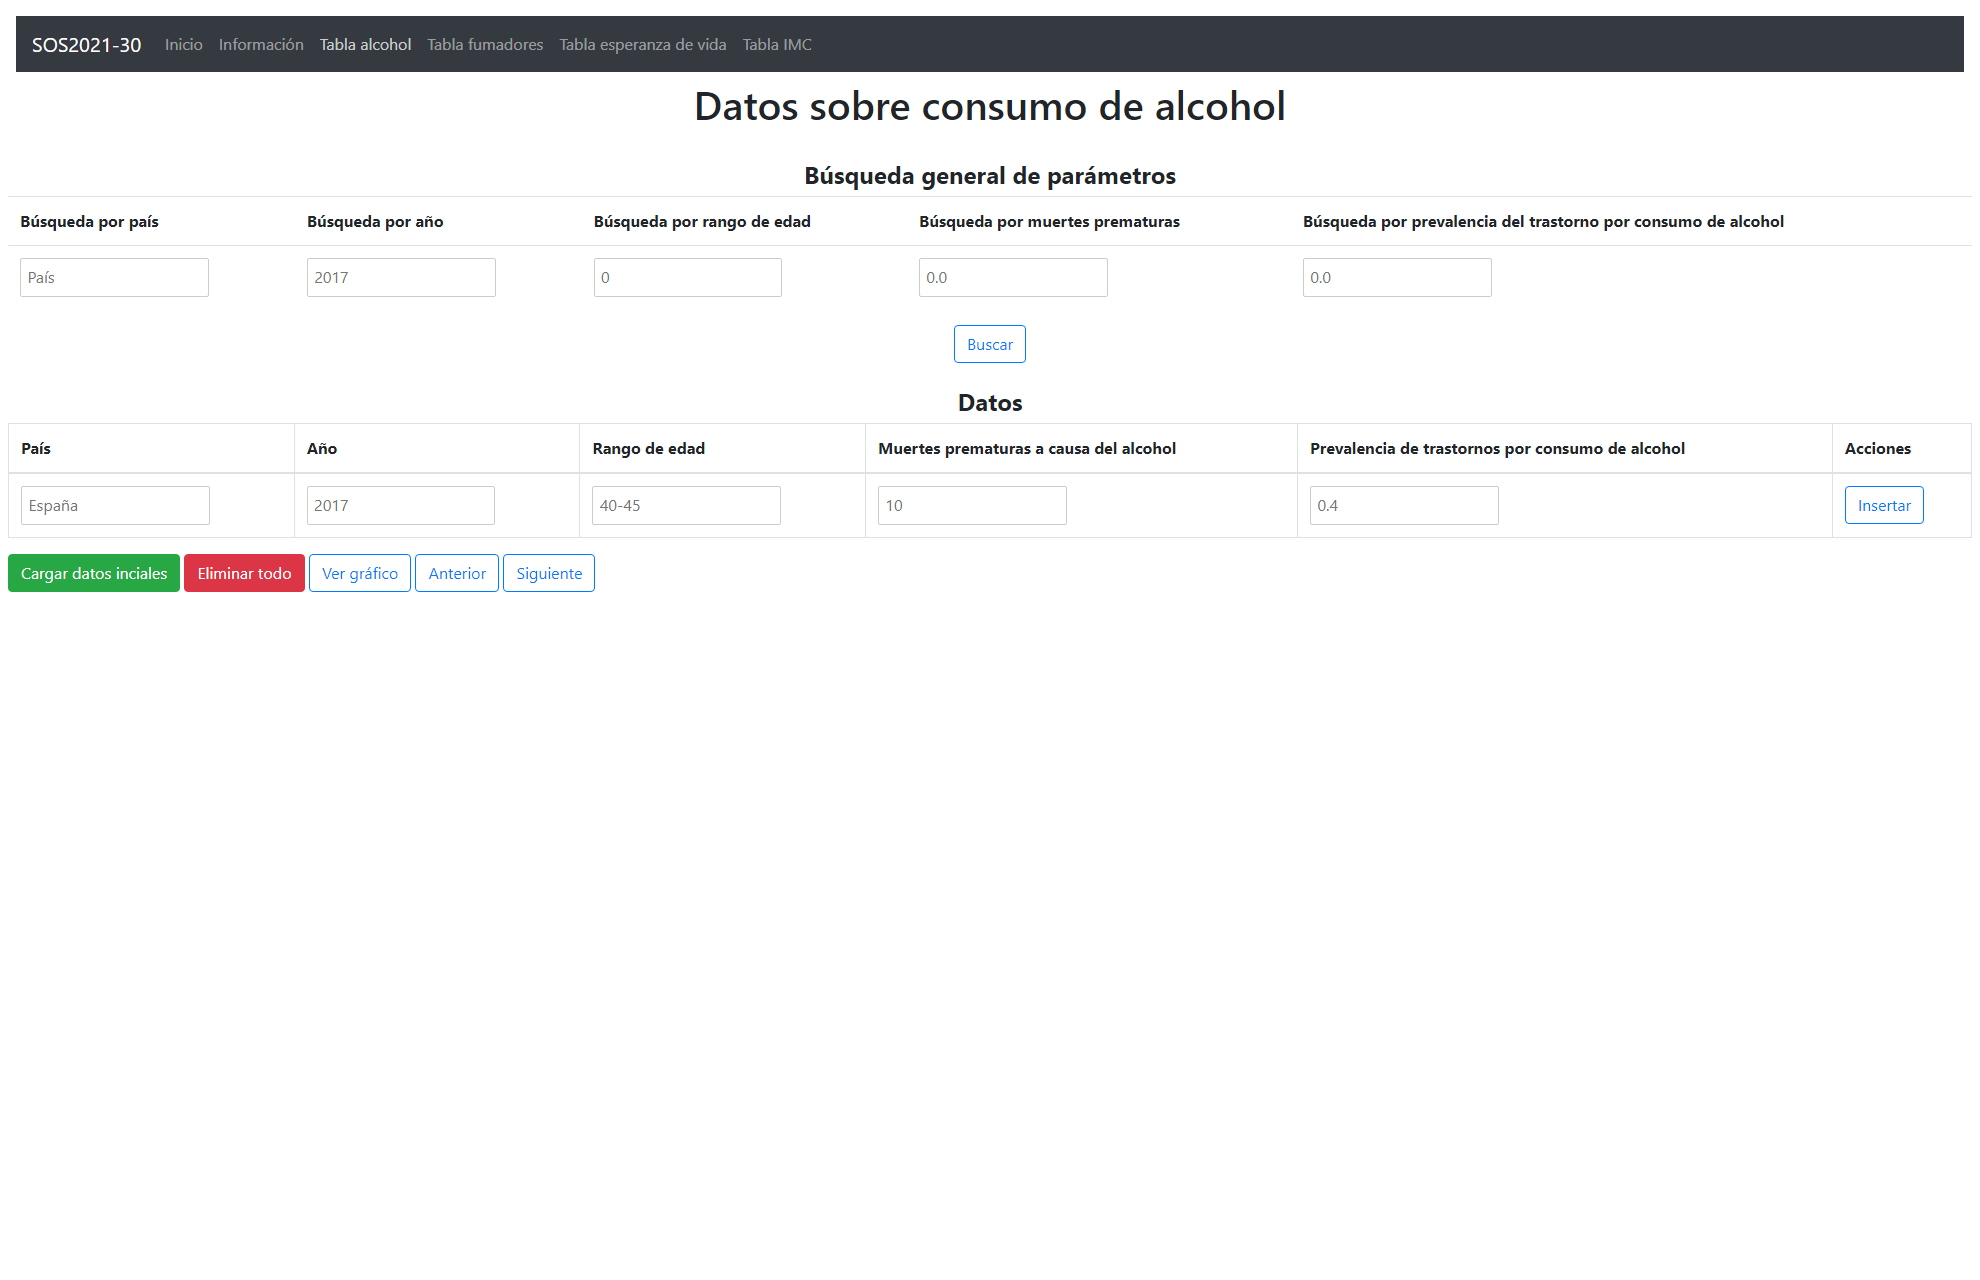 SOS2021-30 Inicio Información Tabla alcohol Tabla fumadores Tabla esperanza de vida Tabla IMC
Datos sobre consumo de alcohol
Búsqueda general de parámetros
Búsqueda por país Búsqueda por año Búsqueda por rango de edad Búsqueda por muertes prematuras Búsqueda por prevalencia del trastorno por consumo de alcohol
País 2017 0 0.0 0.0
Buscar
Datos
País Año Rango de edad Muertes prematuras a causa del alcohol Prevalencia de trastornos por consumo de alcohol Acciones
España 2017 40-45 10 0.4 Insertar
Cargar datos inciales Eliminar todo Ver gráfico Anterior Siguiente